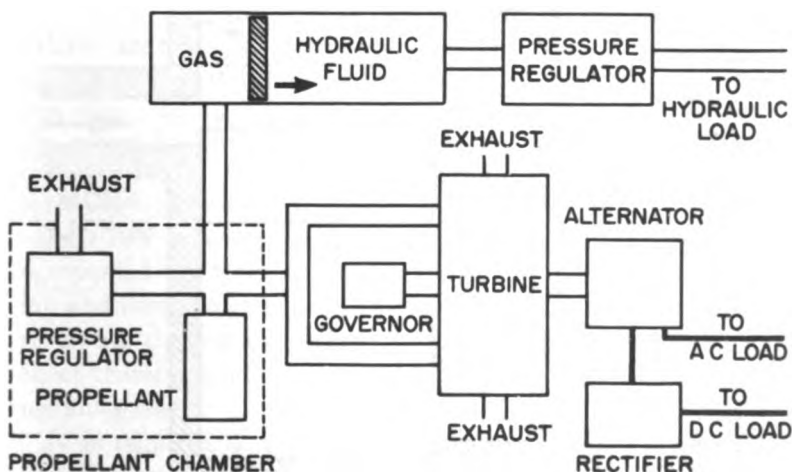 GAS
HYDRAULIC
FLUID
PRESSURE
REGULATOR
TO
HYDRAULIC
LOAD
EXHAUST
EXHAUST
ALTERNATOR
TURBINE
GOVERNOR
PRESSURE
REGULATOR
PROPELLANT
TO
AC LOAD
TO
DC LOAD
EXHAUST
RECTIFIER
PROPELLANT CHAMBER